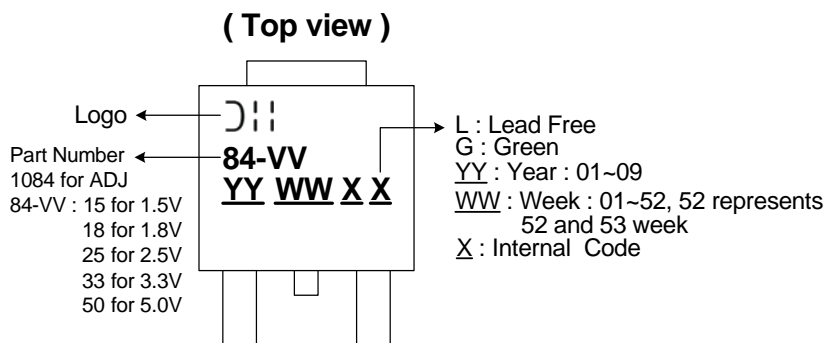 ( Top view )
Logo
Part Number
1084 for ADJ
84-VV : 15 for 1.5V
18 for 1.8V
25 for 2.5V
33 for 3.3V
50 for 5.0V
84-VV
YY WW X X
L : Lead Free
G : Green
YY : Year : 01~09
WW : Week : 01~52, 52 represents
52 and 53 week
X : Internal Code